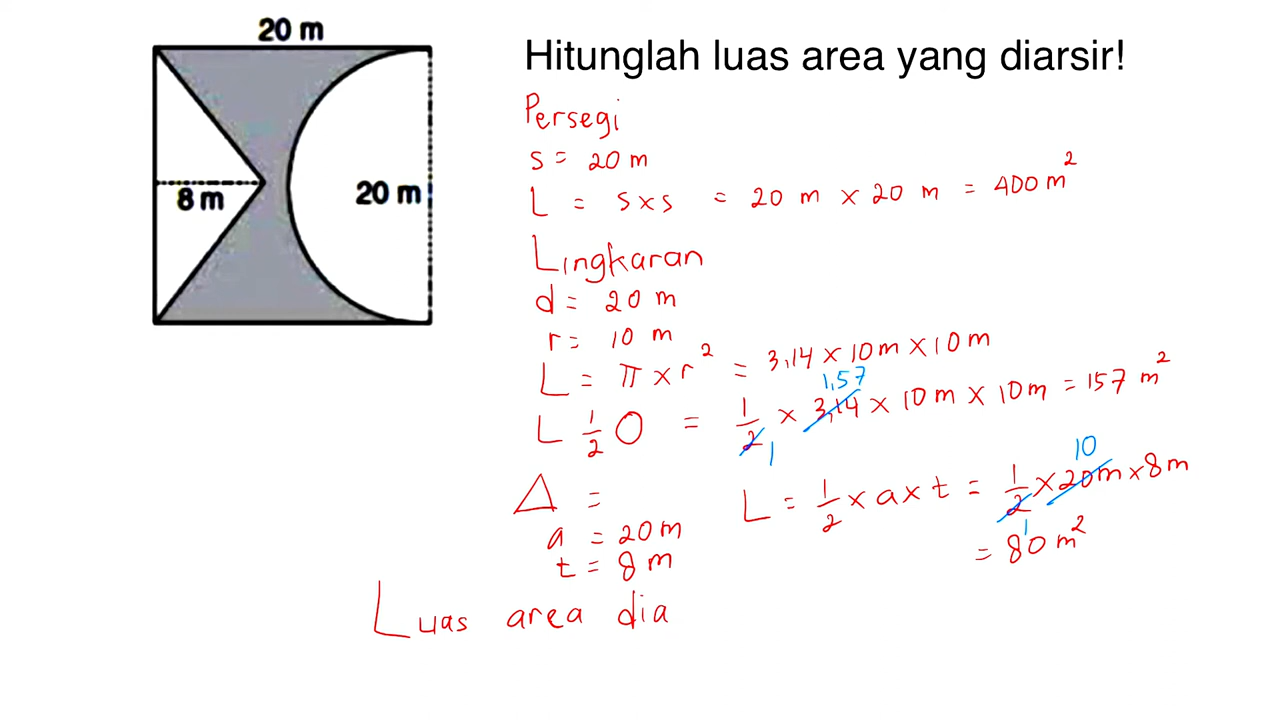 20 m
8 m
20 m
Hitunglah luas area yang diarsir!
Persegi
s = 20 m
L = s x s = 20 m x 20 m = 400 m²
Lingkaran
d = 20 m
r = 10 m
L = π x r² = 3,14 x 10 m x 10 m
1,57
L 1/2 O = 1/2 x 3,14 x 10 m x 10 m = 157 m²
1
10
Δ = L = 1/2 x a x t = 1/2 x 20 m x 8 m
1
a = 20 m
= 80 m²
t = 8 m
Luas area dia